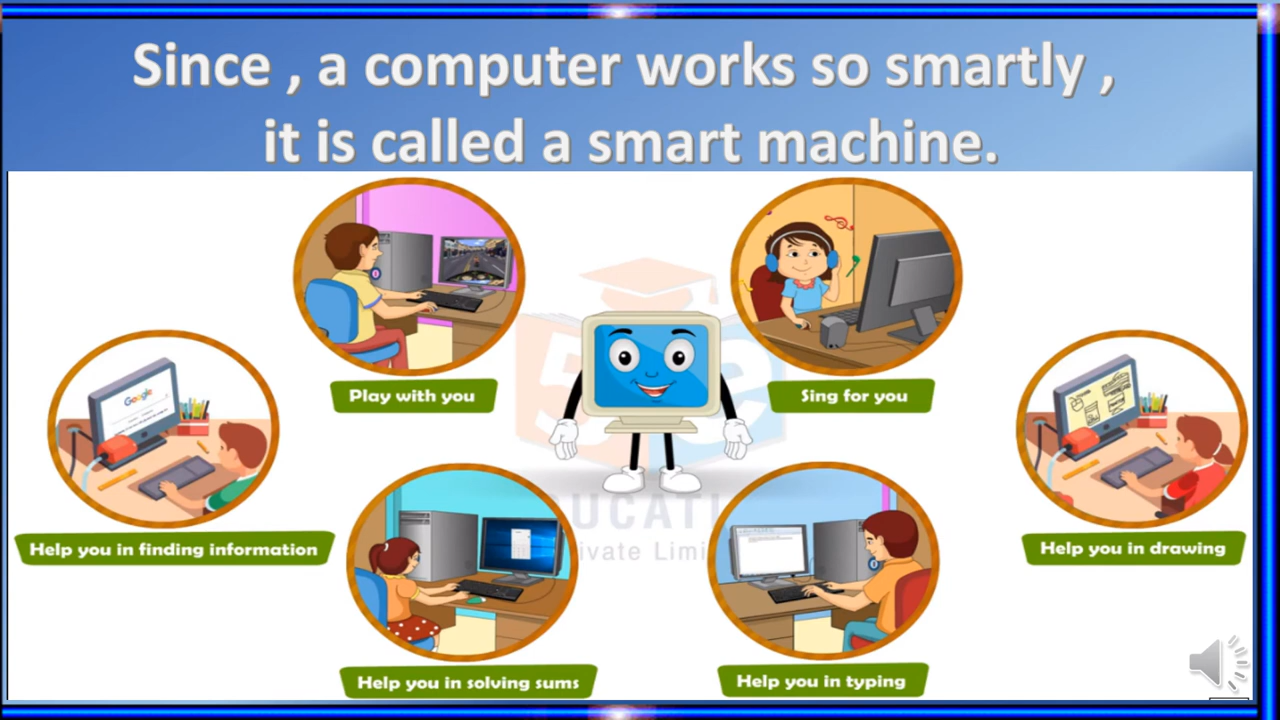 Since , a computer works so smartly ,
it is called a smart machine.
Play with you
Sing for you
Google
Help you in finding information
Help you in drawing
Help you in solving sums
Help you in typing